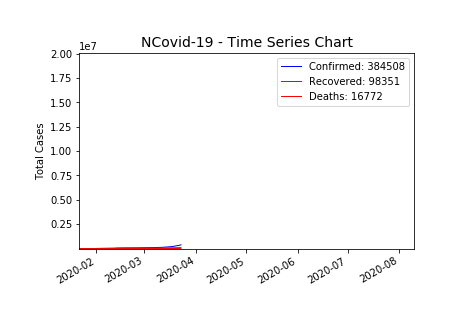 NCovid-19 - Time Series Chart
1e7
2.00
1.75
1.50
1.25
1.00
0.75
0.50
0.25
Total Cases
Confirmed: 384508
Recovered: 98351
Deaths: 16772
2020-02
2020-03
2020-04
2020-05
2020-06
2020-07
2020-08